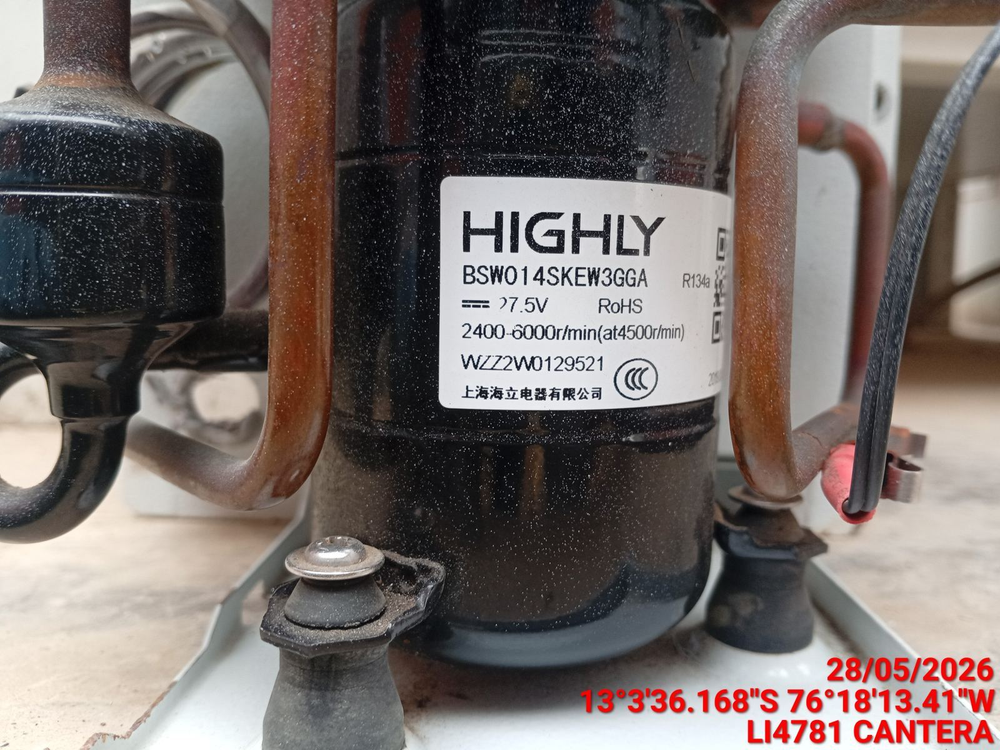 HIGHLY
BSW014SKEW3GGA R134a
27.5V RoHS
2400-6000r/min(at4500r/min)
WZZ2W0129521
上海海立电器有限公司
28/05/2026
13°3'36.168"S 76°18'13.41"W
LI4781 CANTERA